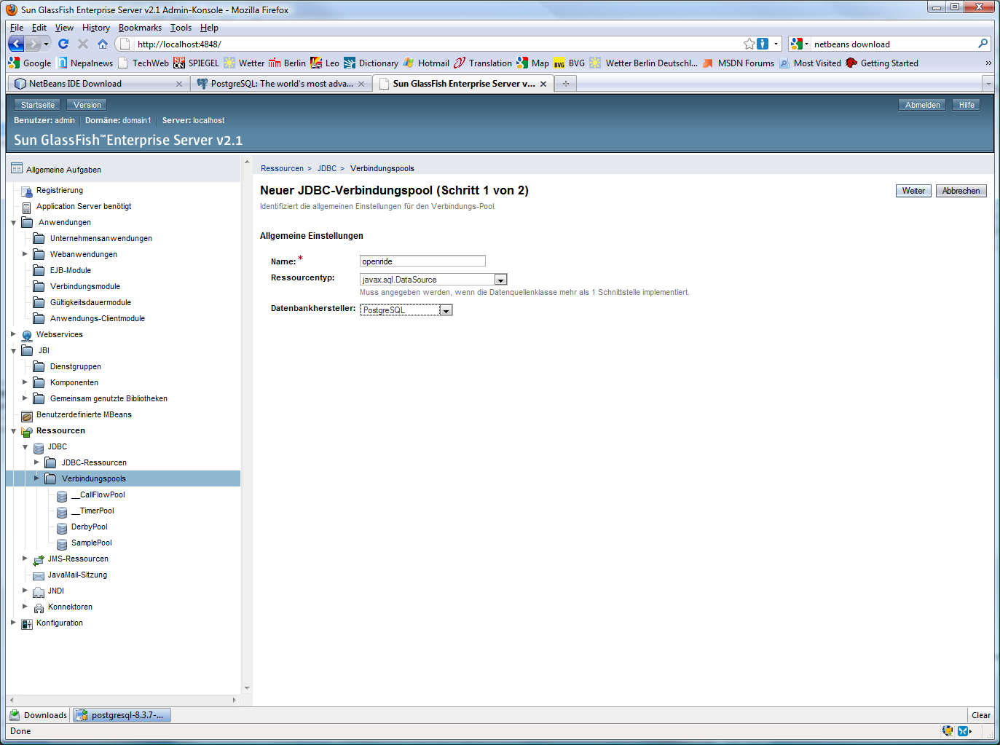 Sun GlassFish Enterprise Server v2.1 Admin-Konsole - Mozilla Firefox
File Edit View History Bookmarks Tools Help
http://localhost:4848/
netbeans download
Google Nepalnews TechWeb SPIEGEL Wetter Berlin Leo Dictionary Hotmail Translation Map BVG Wetter Berlin Deutschl... MSDN Forums Most Visited Getting Started »
NetBeans IDE Download
PostgreSQL: The world's most adva...
Sun GlassFish Enterprise Server v...
Startseite Version Abmelden Hilfe
Benutzer: admin Domäne: domain1 Server: localhost
Sun GlassFish™ Enterprise Server v2.1
Allgemeine Aufgaben
Registrierung
Application Server benötigt
Anwendungen
Unternehmensanwendungen
Webanwendungen
EJB-Module
Verbindungsmodule
Gültigkeitsdauermodule
Anwendungs-Clientmodule
Webservices
JBI
Dienstgruppen
Komponenten
Gemeinsam genutzte Bibliotheken
Benutzerdefinierte MBeans
Ressourcen
JDBC
JDBC-Ressourcen
Verbindungspools
__CallFlowPool
__TimerPool
DerbyPool
SamplePool
JMS-Ressourcen
JavaMail-Sitzung
JNDI
Konnektoren
Konfiguration
Ressourcen > JDBC > Verbindungspools
Neuer JDBC-Verbindungspool (Schritt 1 von 2)
Weiter Abbrechen
Identifiziert die allgemeinen Einstellungen für den Verbindungs-Pool.
Allgemeine Einstellungen
Name: * openride
Ressourcentyp: javax.sql.DataSource
Muss angegeben werden, wenn die Datenquellenklasse mehr als 1 Schnittstelle implementiert.
Datenbankhersteller: PostgreSQL
Downloads postgresql-8.3.7-... Clear
Done